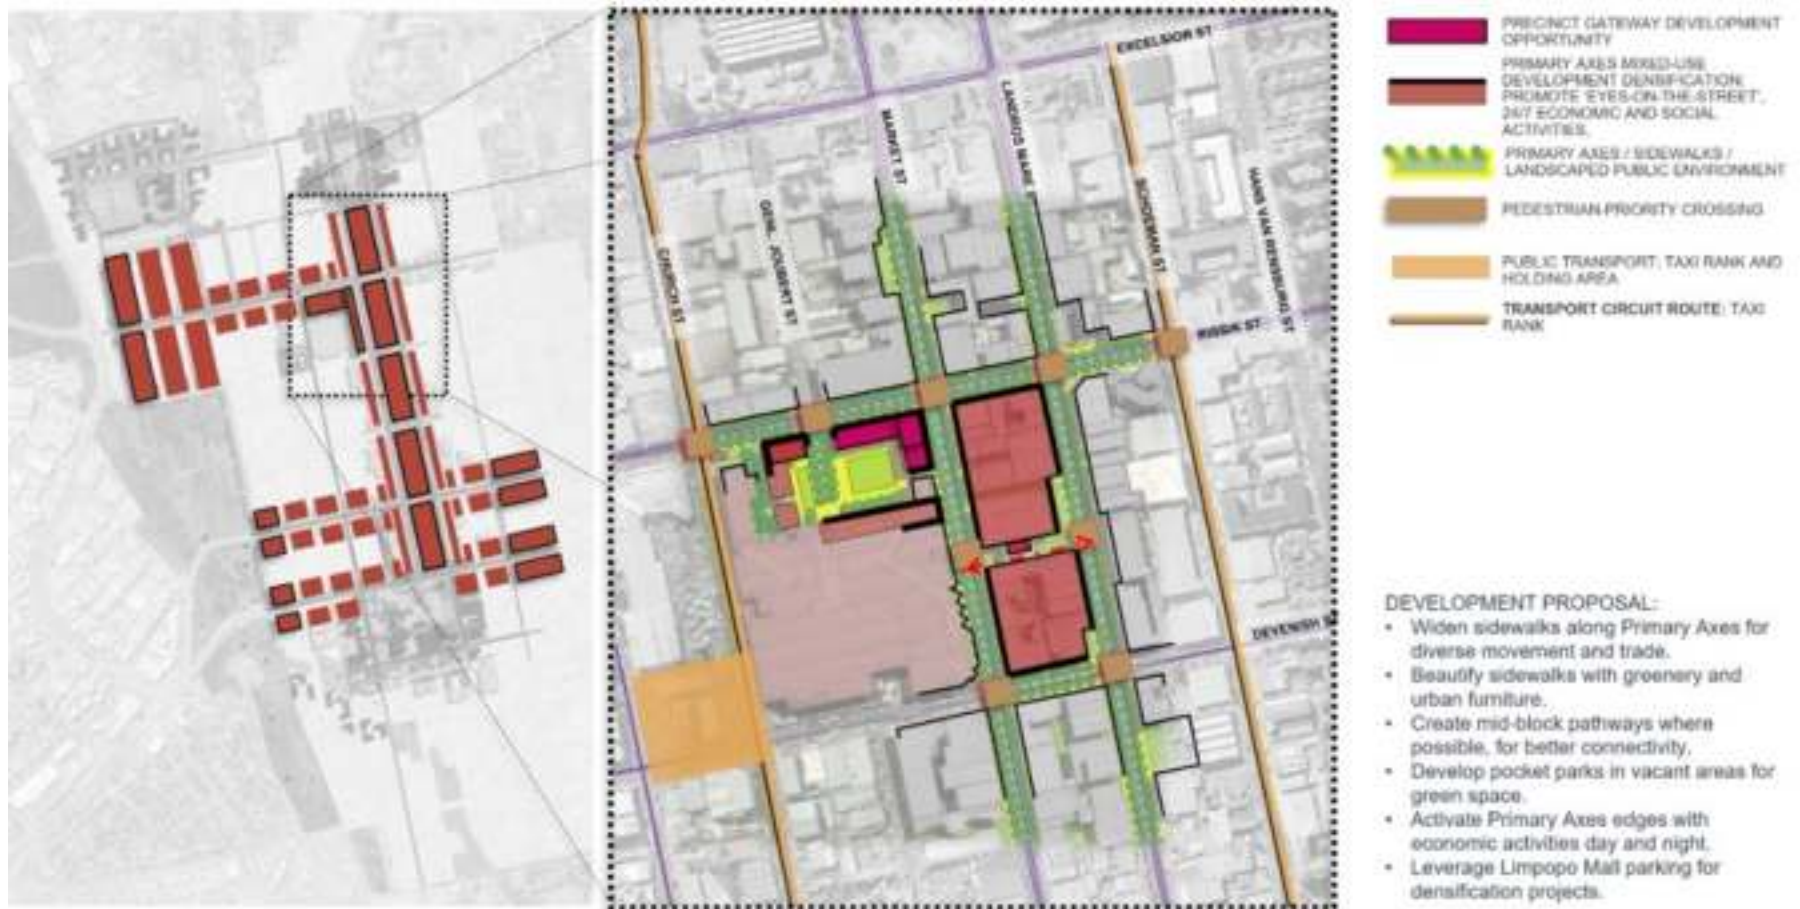 EXCELSIOR ST
MARKET ST
LANDROS MARE
GENL. JOUBERT ST
CHURCH ST
SCHOEMAN ST
HANS VAN RENSBURG ST
RISSIK ST
DEVENISH S
PRECINCT GATEWAY DEVELOPMENT
OPPORTUNITY
PRIMARY AXES MIXED-USE
DEVELOPMENT DENSIFICATION:
PROMOTE 'EYES-ON-THE-STREET',
24/7 ECONOMIC AND SOCIAL
ACTIVITIES.
PRIMARY AXES / SIDEWALKS /
LANDSCAPED PUBLIC ENVIRONMENT
PEDESTRIAN-PRIORITY CROSSING
PUBLIC TRANSPORT: TAXI RANK AND
HOLDING AREA
TRANSPORT CIRCUIT ROUTE: TAXI
RANK
DEVELOPMENT PROPOSAL:
• Widen sidewalks along Primary Axes for
diverse movement and trade.
• Beautify sidewalks with greenery and
urban furniture.
• Create mid-block pathways where
possible, for better connectivity.
• Develop pocket parks in vacant areas for
green space.
• Activate Primary Axes edges with
economic activities day and night.
• Leverage Limpopo Mall parking for
densification projects.